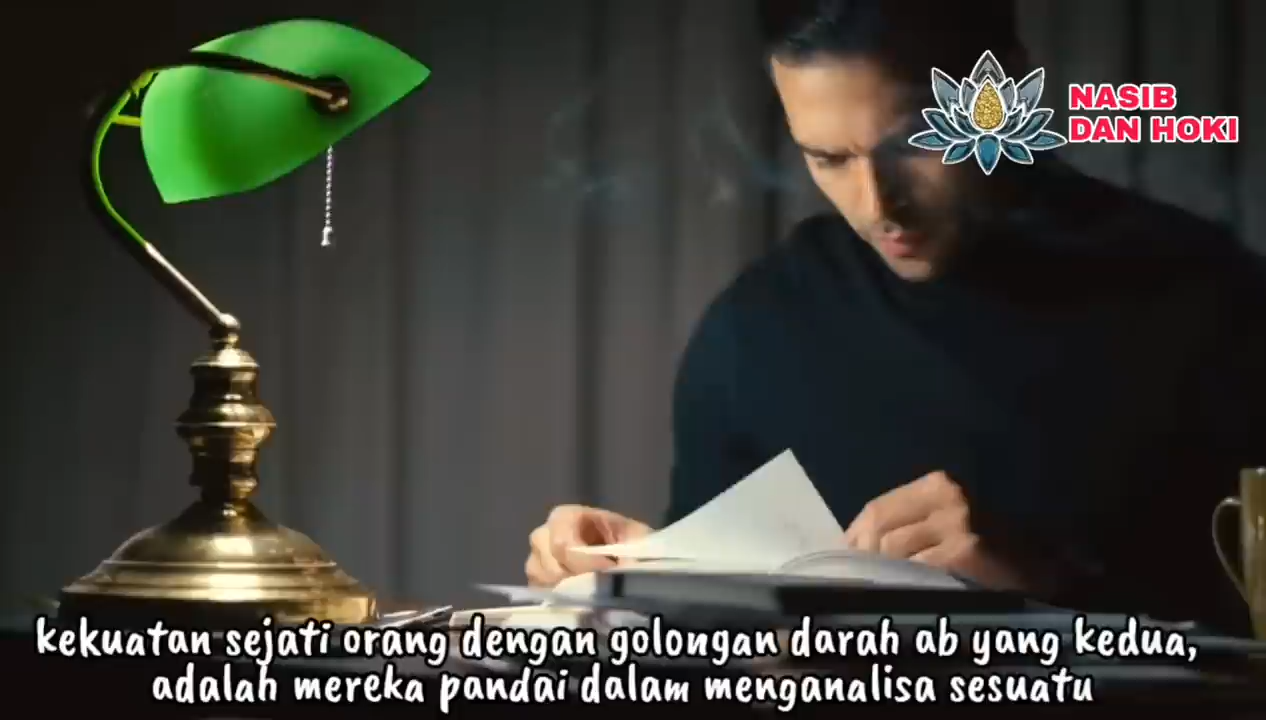 NASIB
DAN HOKI
kekuatan sejati orang dengan golongan darah ab yang kedua,
adalah mereka pandai dalam menganalisa sesuatu